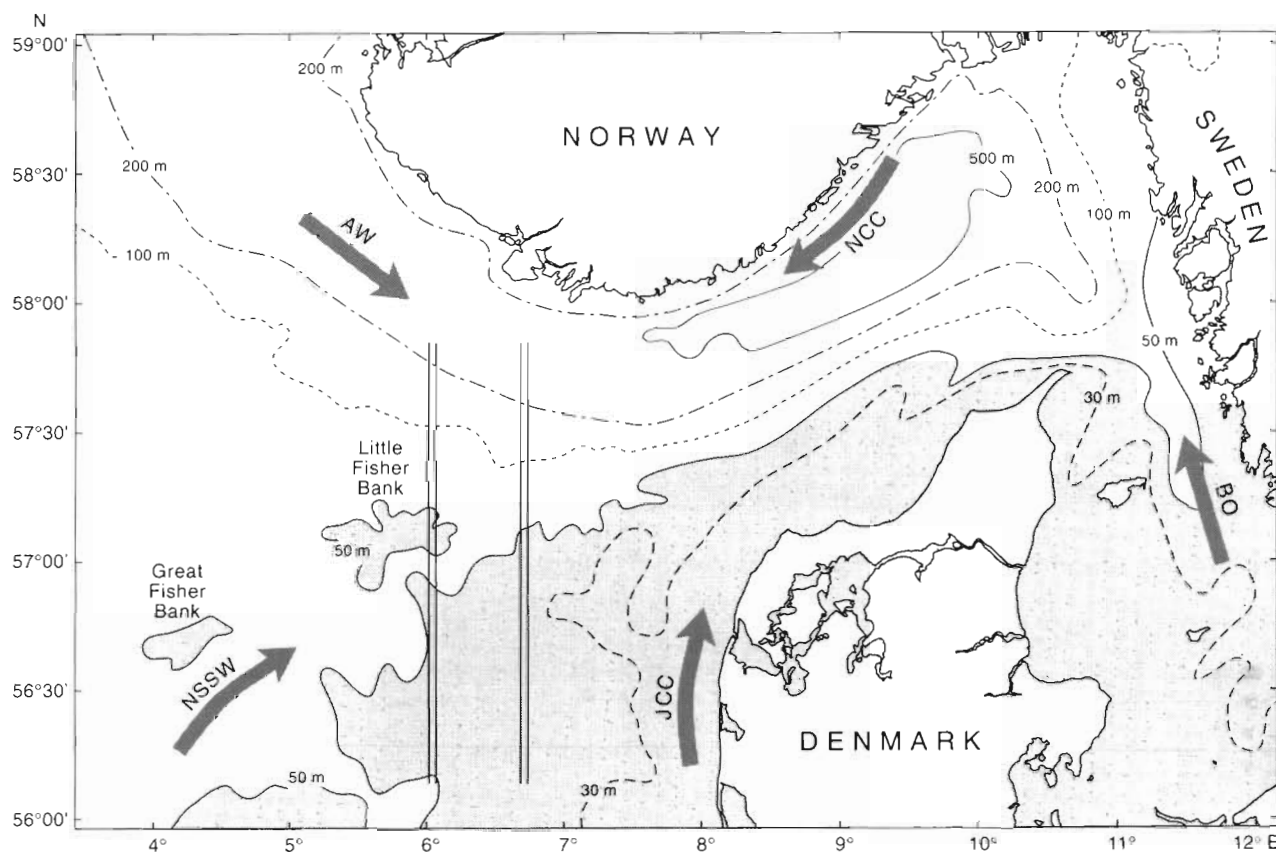 N
59°00'
58°30'
58°00'
57°30'
57°00'
56°30'
56°00'
4°
5°
6°
7°
8°
9°
10°
11°
12° E
NORWAY
SWEDEN
DENMARK
200 m
200 m
100 m
500 m
200 m
100 m
50 m
30 m
AW
NCC
Little
Fisher
Bank
50 m
Great
Fisher
Bank
NSSW
JCC
BO
50 m
30 m